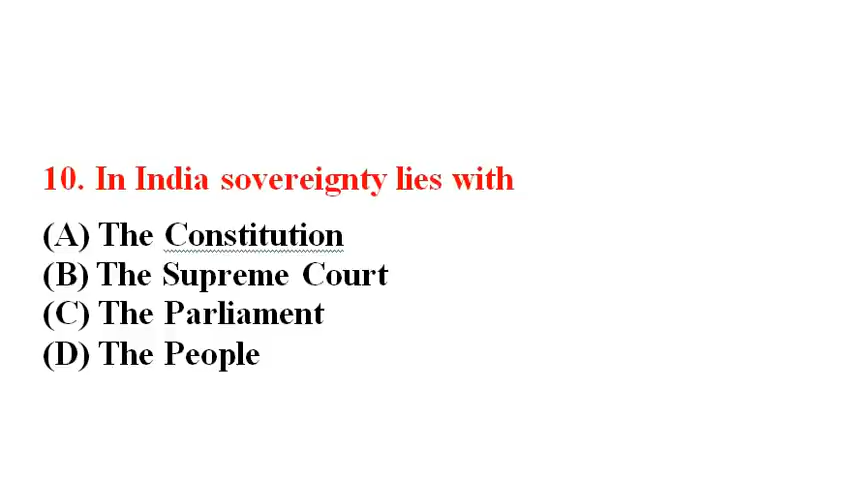 10. In India sovereignty lies with
(A) The Constitution
(B) The Supreme Court
(C) The Parliament
(D) The People